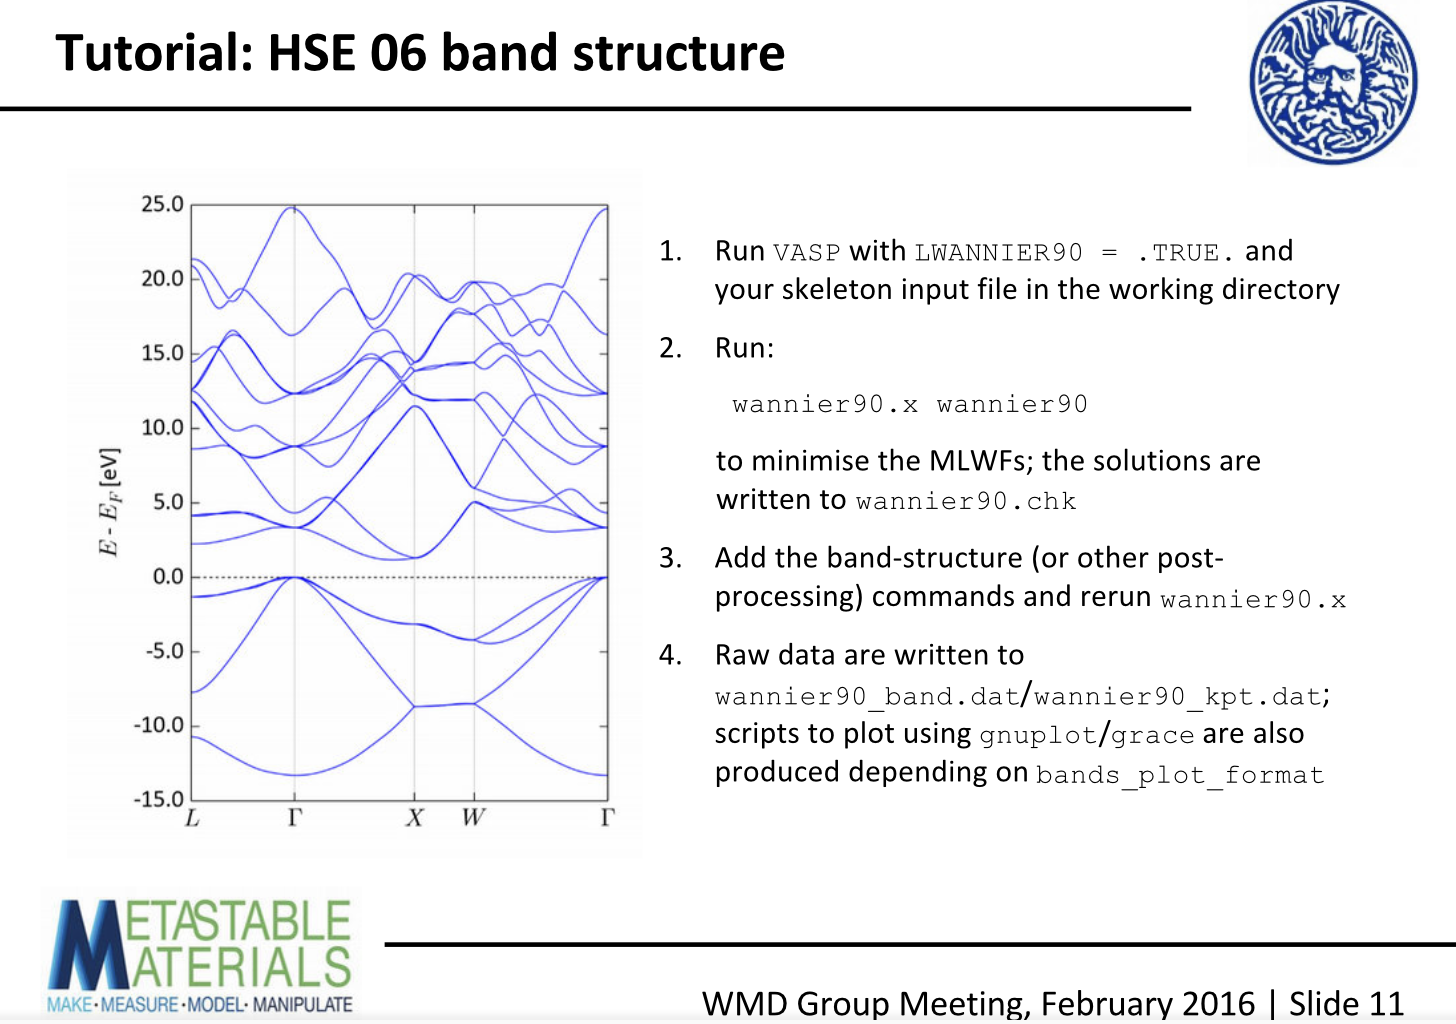 Tutorial: HSE 06 band structure
25.0
20.0
15.0
10.0
5.0
0.0
-5.0
-10.0
-15.0
E - E_F [eV]
L Γ X W Γ
1. Run VASP with LWANNIER90 = .TRUE. and
your skeleton input file in the working directory
2. Run:
wannier90.x wannier90
to minimise the MLWFs; the solutions are
written to wannier90.chk
3. Add the band-structure (or other post-
processing) commands and rerun wannier90.x
4. Raw data are written to
wannier90_band.dat/wannier90_kpt.dat;
scripts to plot using gnuplot/grace are also
produced depending on bands_plot_format
METASTABLE
MATERIALS
MAKE·MEASURE·MODEL·MANIPULATE
WMD Group Meeting, February 2016 | Slide 11